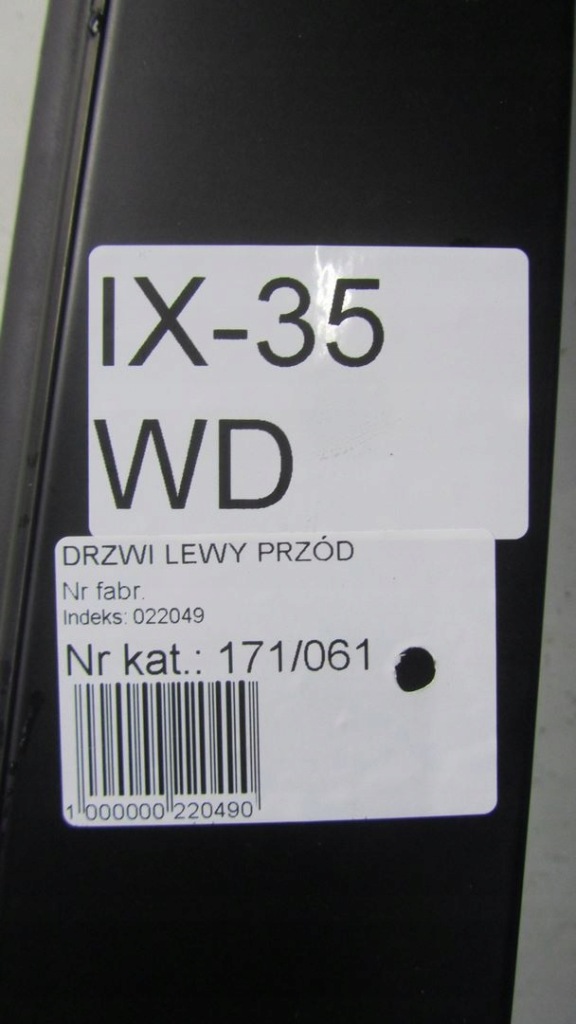 IX-35
WD
DRZWI LEWY PRZÓD
Nr fabr.
Indeks: 022049
Nr kat.: 171/061
1 000000 220490